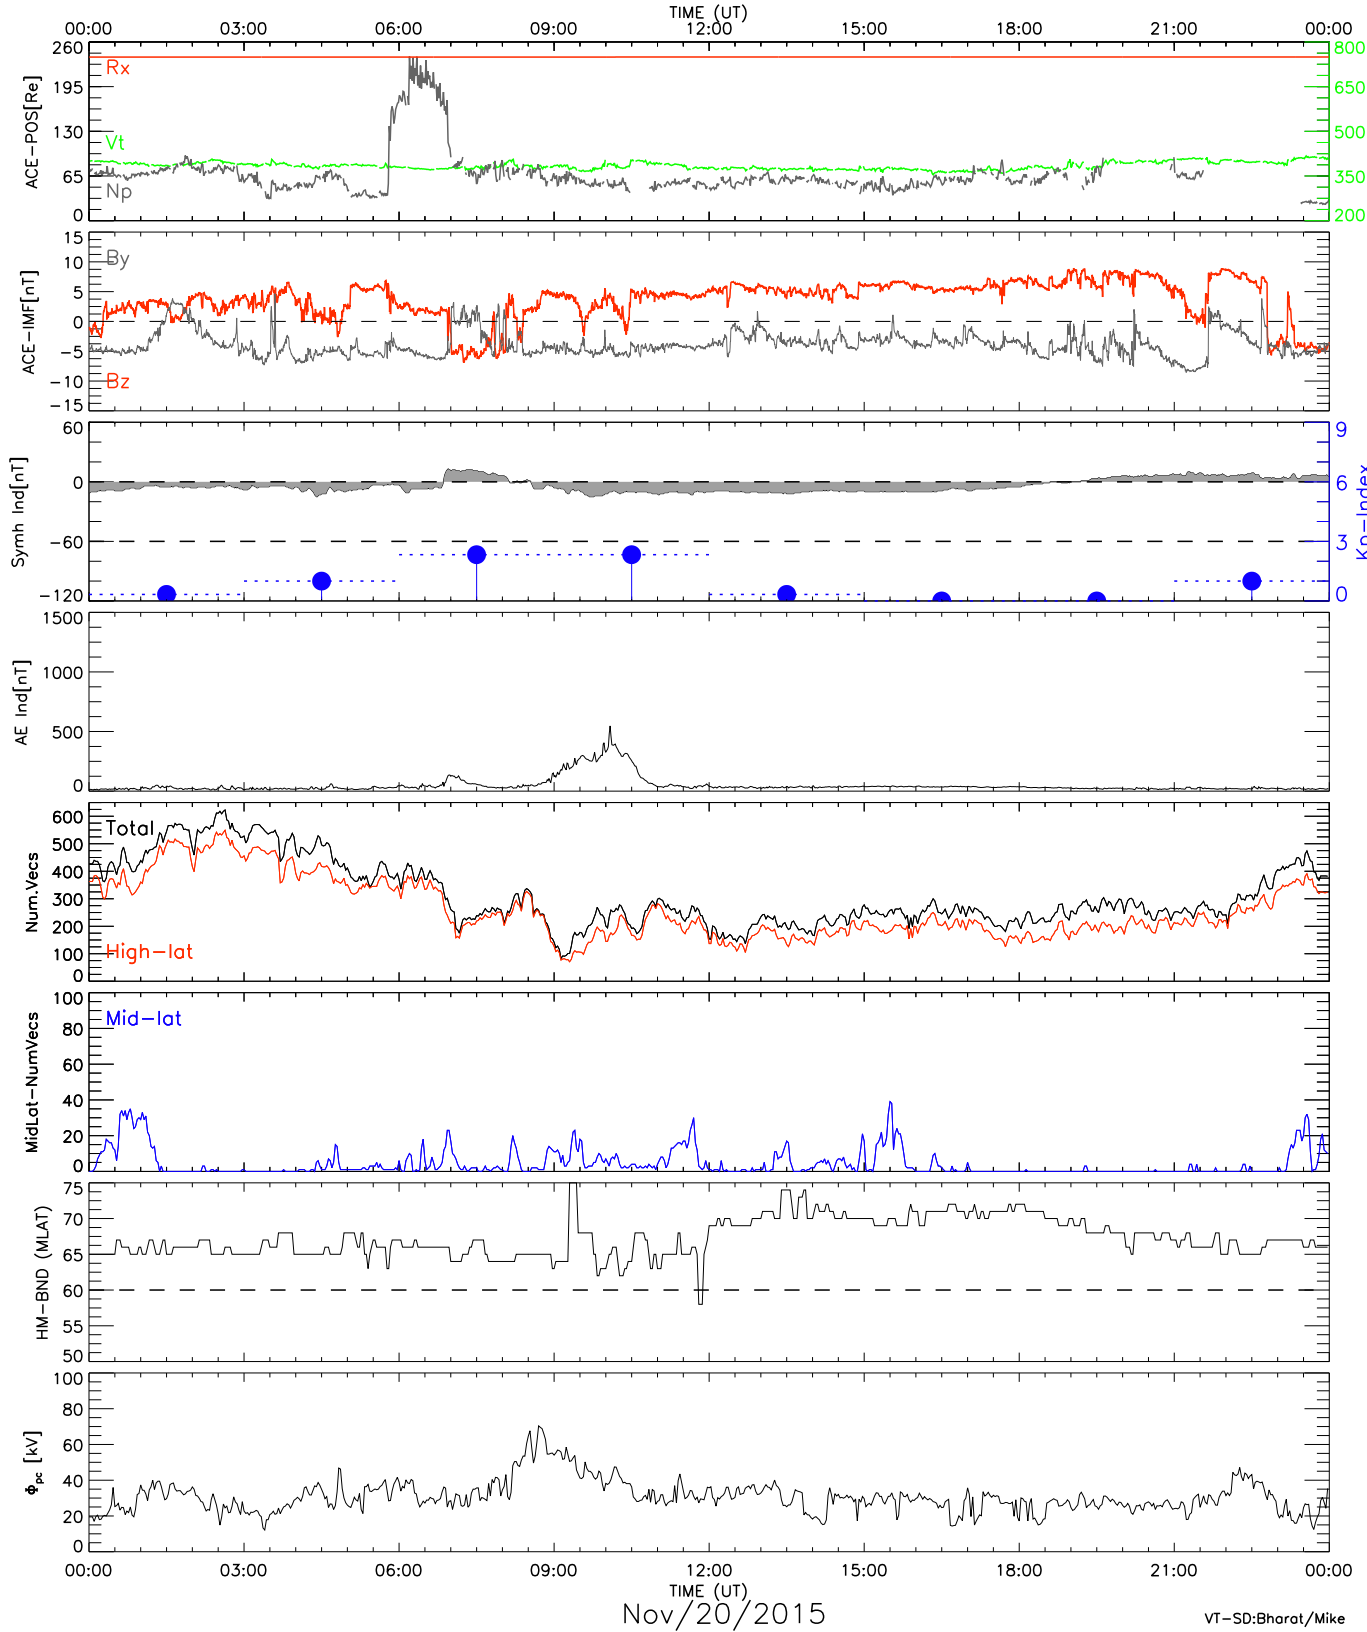 TIME (UT)
00:00 03:00 06:00 09:00 12:00 15:00 18:00 21:00 00:00
ACE-POS[Re]
260
195
130
65
0
Rx
Vt
Np
800
650
500
350
200
ACE-IMF[nT]
15
10
5
0
-5
-10
-15
By
Bz
Symh Ind[nT]
60
0
-60
-120
9
6
3
0
Kp-Index
AE Ind[nT]
1500
1000
500
0
Num.Vecs
600
500
400
300
200
100
0
Total
High-lat
MidLat-NumVecs
100
80
60
40
20
0
Mid-lat
HM-BND (MLAT)
75
70
65
60
55
50
Φpc [kV]
100
80
60
40
20
0
00:00 03:00 06:00 09:00 12:00 15:00 18:00 21:00 00:00
TIME (UT)
Nov/20/2015
VT-SD:Bharat/Mike